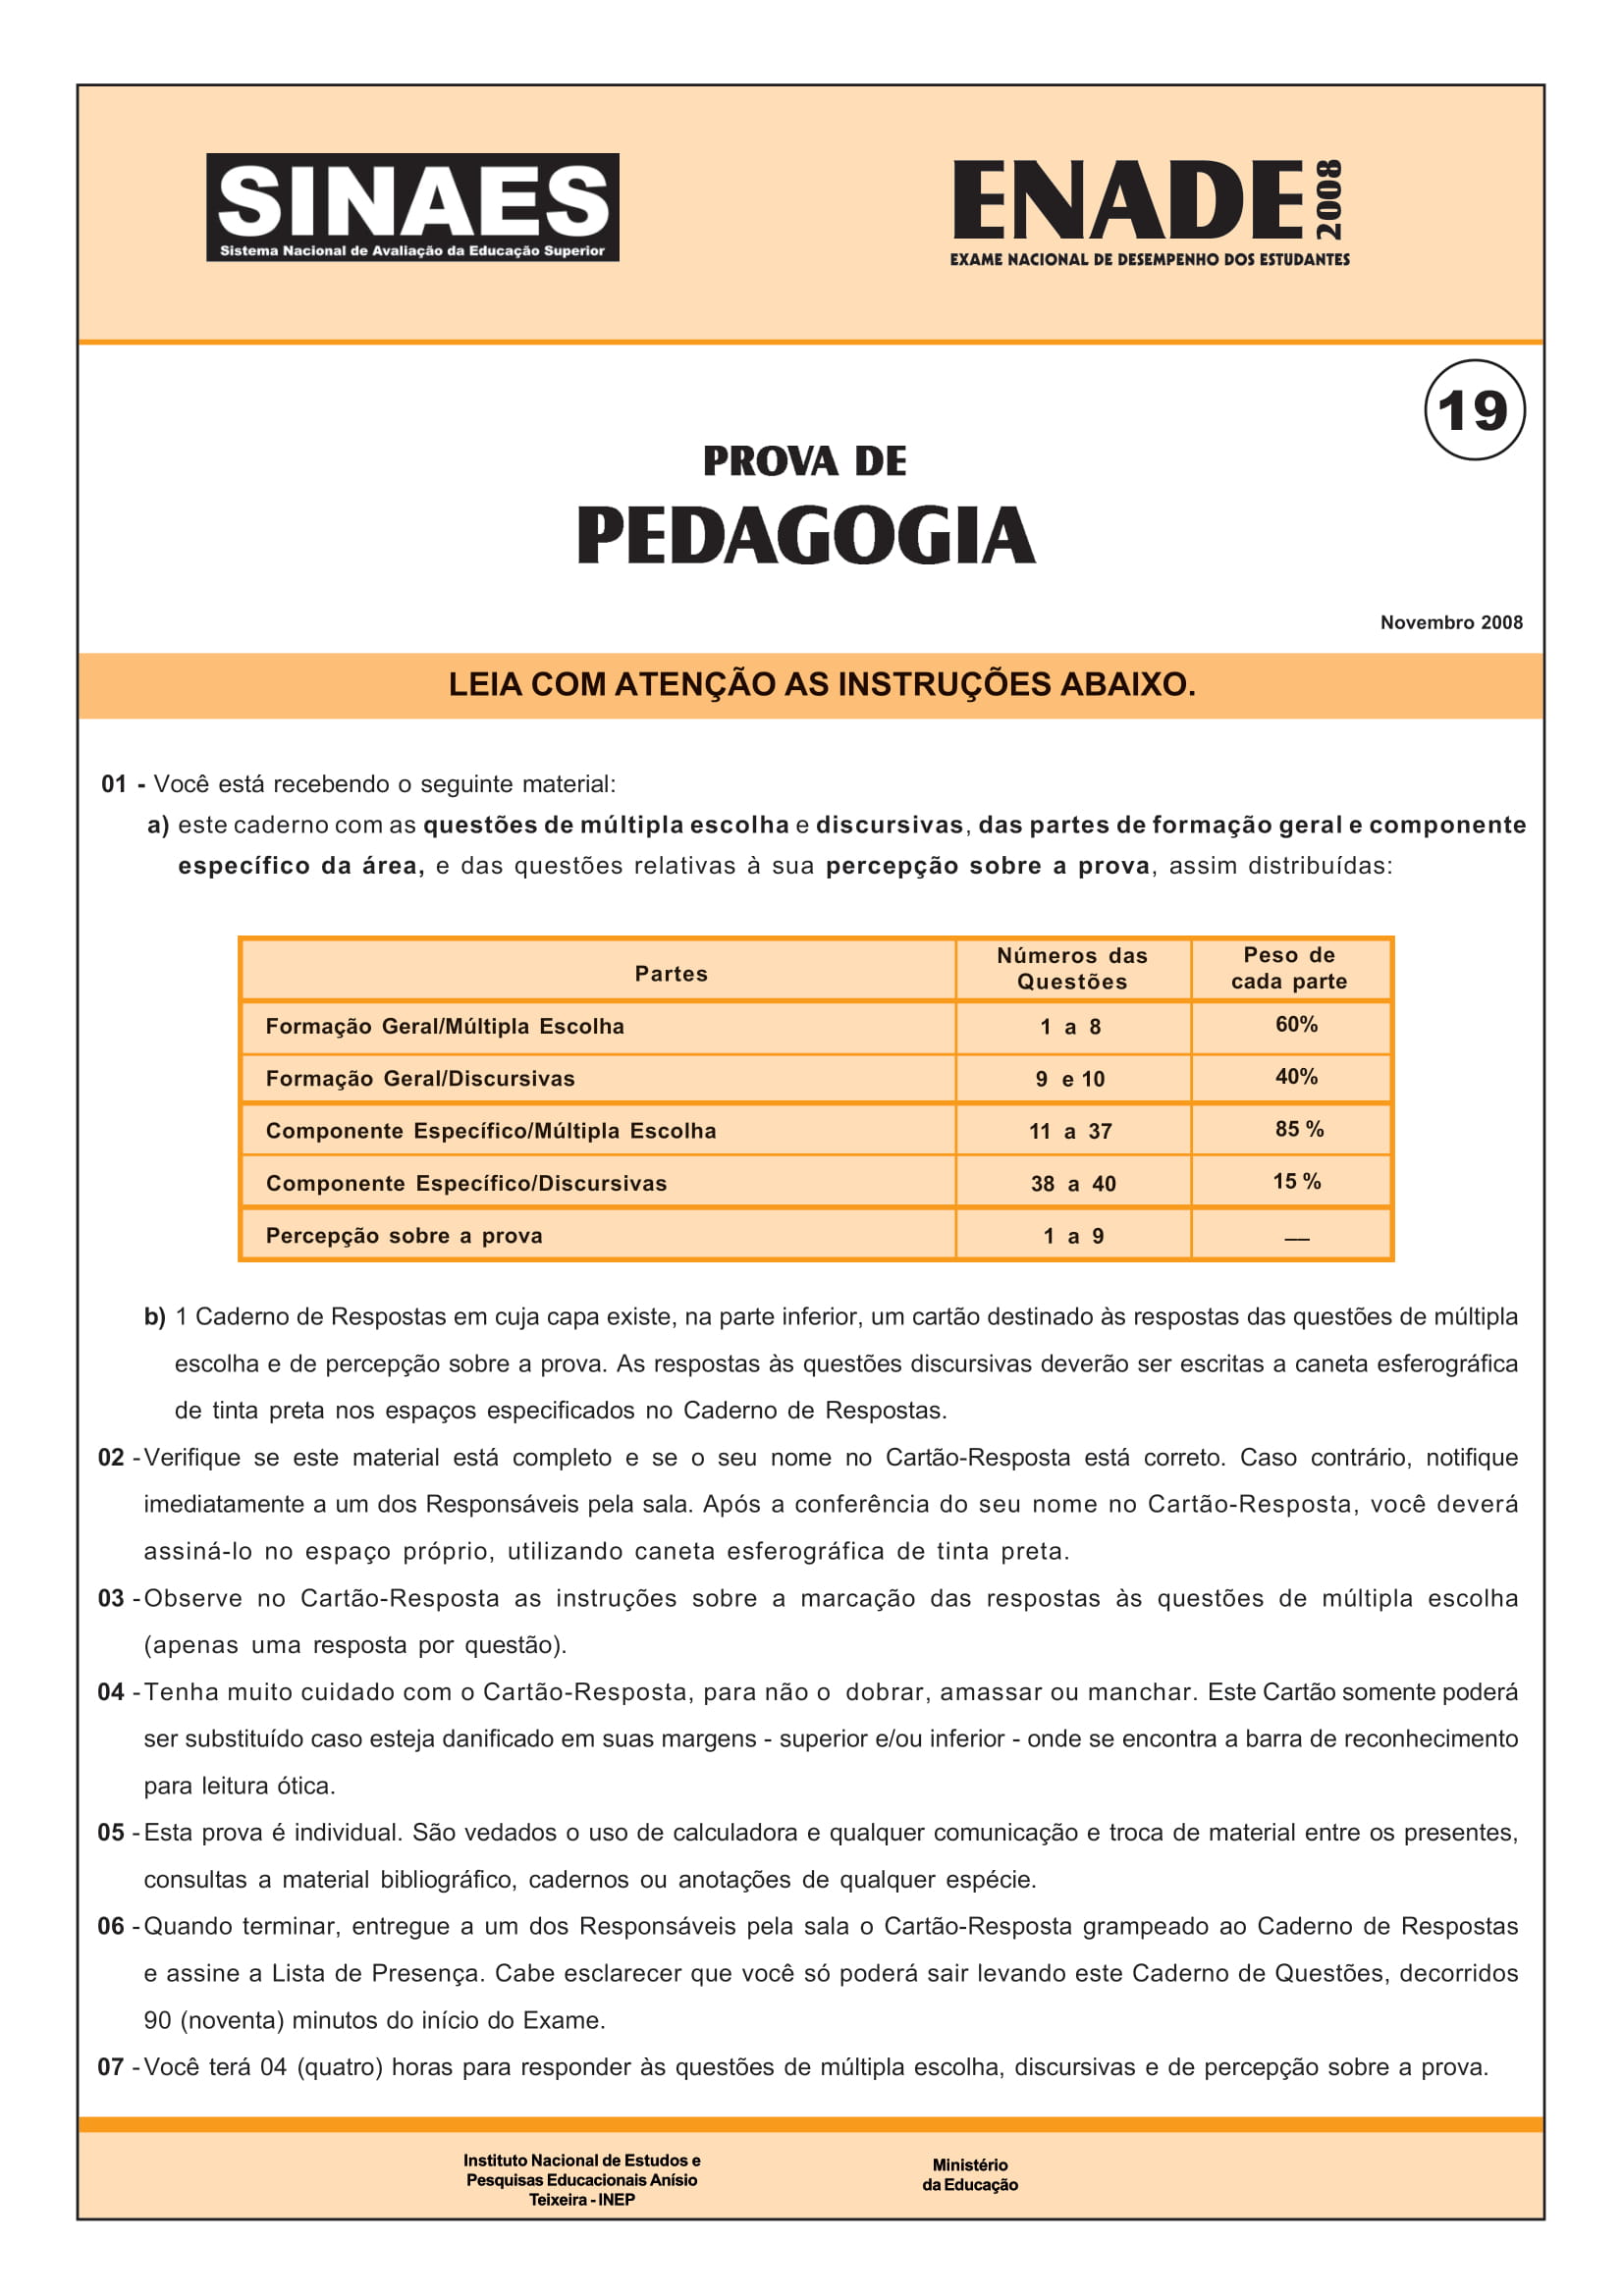 SINAES
Sistema Nacional de Avaliação da Educação Superior
ENADE 2008
EXAME NACIONAL DE DESEMPENHO DOS ESTUDANTES
19
PROVA DE
PEDAGOGIA
Novembro 2008
LEIA COM ATENÇÃO AS INSTRUÇÕES ABAIXO.
01 - Você está recebendo o seguinte material:
a) este caderno com as questões de múltipla escolha e discursivas, das partes de formação geral e componente
específico da área, e das questões relativas à sua percepção sobre a prova, assim distribuídas:
Partes
Números das
Questões
Peso de
cada parte
Formação Geral/Múltipla Escolha 1 a 8 60%
Formação Geral/Discursivas 9 e 10 40%
Componente Específico/Múltipla Escolha 11 a 37 85 %
Componente Específico/Discursivas 38 a 40 15 %
Percepção sobre a prova 1 a 9 __
b) 1 Caderno de Respostas em cuja capa existe, na parte inferior, um cartão destinado às respostas das questões de múltipla
escolha e de percepção sobre a prova. As respostas às questões discursivas deverão ser escritas a caneta esferográfica
de tinta preta nos espaços especificados no Caderno de Respostas.
02 - Verifique se este material está completo e se o seu nome no Cartão-Resposta está correto. Caso contrário, notifique
imediatamente a um dos Responsáveis pela sala. Após a conferência do seu nome no Cartão-Resposta, você deverá
assiná-lo no espaço próprio, utilizando caneta esferográfica de tinta preta.
03 - Observe no Cartão-Resposta as instruções sobre a marcação das respostas às questões de múltipla escolha
(apenas uma resposta por questão).
04 - Tenha muito cuidado com o Cartão-Resposta, para não o dobrar, amassar ou manchar. Este Cartão somente poderá
ser substituído caso esteja danificado em suas margens - superior e/ou inferior - onde se encontra a barra de reconhecimento
para leitura ótica.
05 - Esta prova é individual. São vedados o uso de calculadora e qualquer comunicação e troca de material entre os presentes,
consultas a material bibliográfico, cadernos ou anotações de qualquer espécie.
06 - Quando terminar, entregue a um dos Responsáveis pela sala o Cartão-Resposta grampeado ao Caderno de Respostas
e assine a Lista de Presença. Cabe esclarecer que você só poderá sair levando este Caderno de Questões, decorridos
90 (noventa) minutos do início do Exame.
07 - Você terá 04 (quatro) horas para responder às questões de múltipla escolha, discursivas e de percepção sobre a prova.
Instituto Nacional de Estudos e
Pesquisas Educacionais Anísio
Teixeira - INEP
Ministério
da Educação